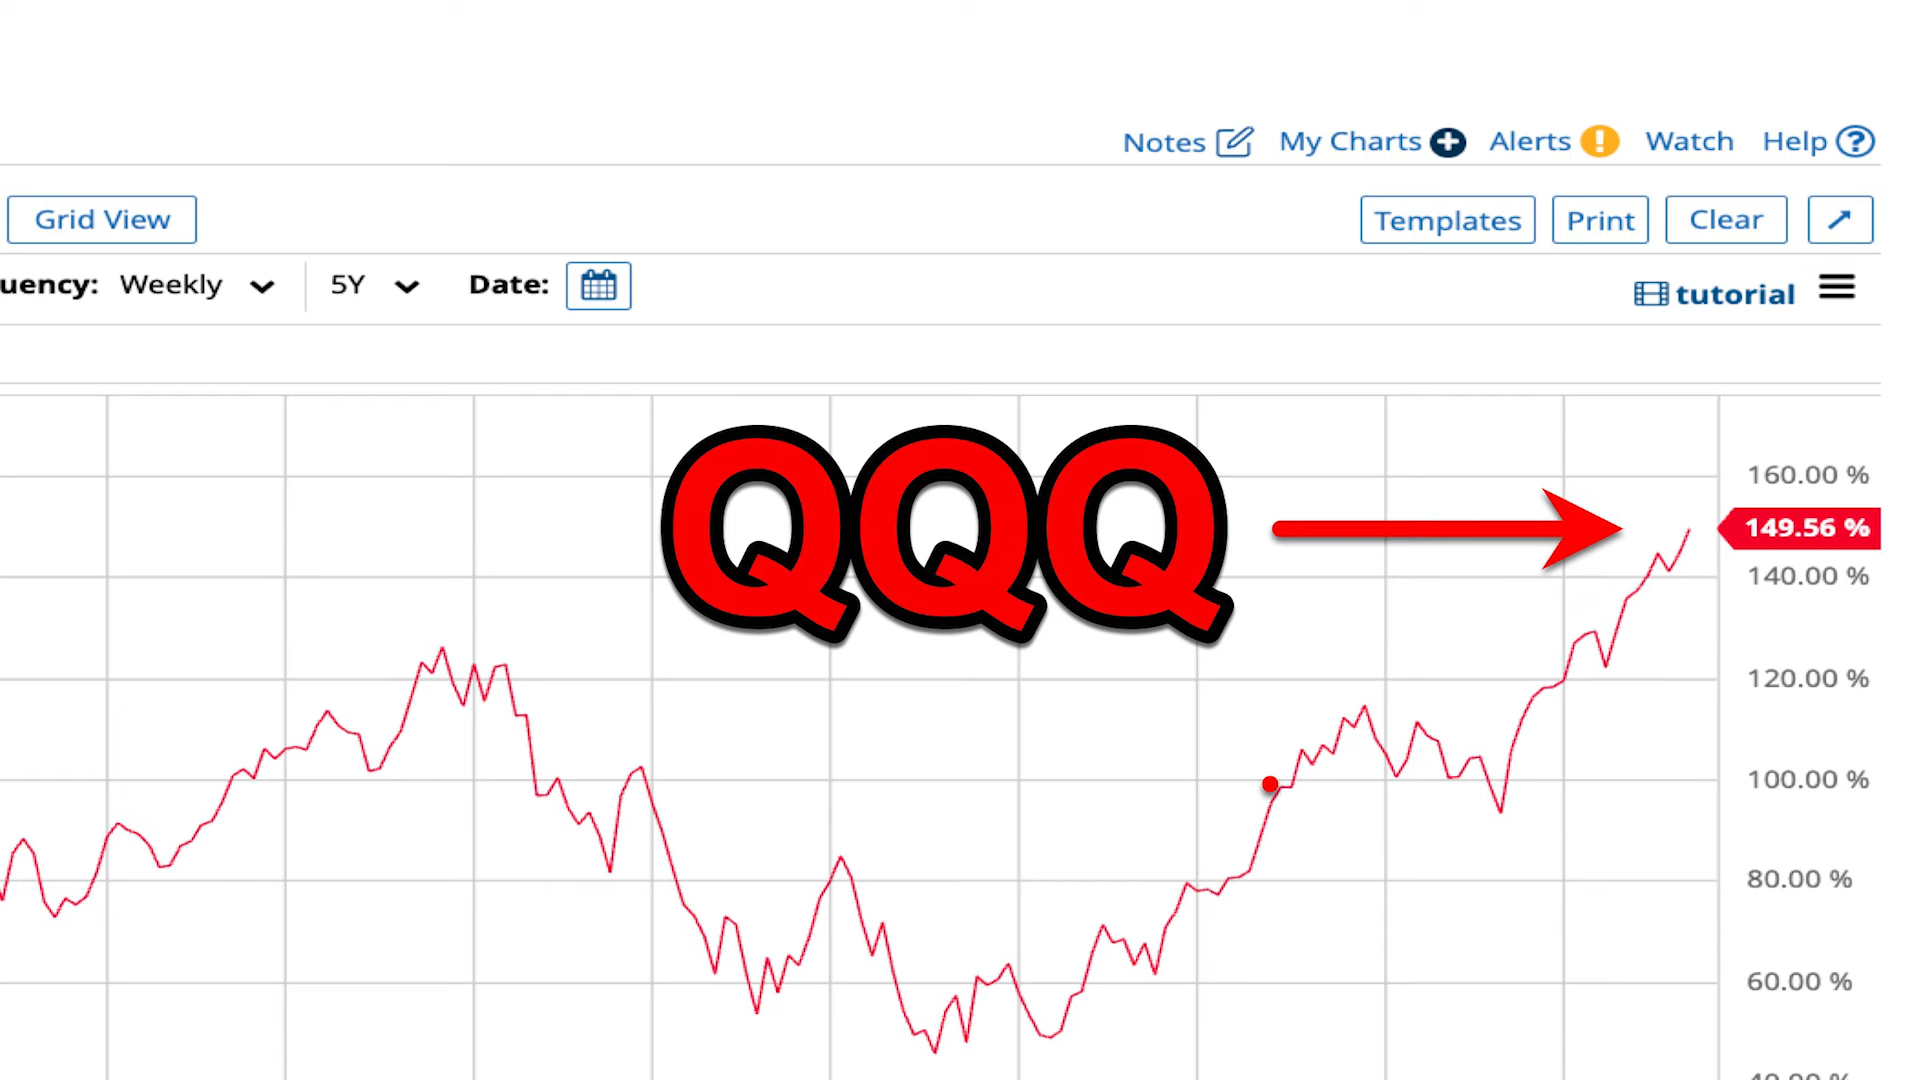 Notes My Charts Alerts Watch Help
Grid View Templates Print Clear
uency: Weekly 5Y Date: tutorial
QQQ
160.00 %
149.56 %
140.00 %
120.00 %
100.00 %
80.00 %
60.00 %